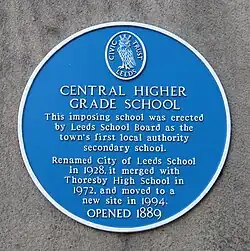 CIVIC TRUST
LEEDS
CENTRAL HIGHER
GRADE SCHOOL
This imposing school was erected
by Leeds School Board as the
town's first local authority
secondary school.
Renamed City of Leeds School
in 1928, it merged with
Thoresby High School in
1972, and moved to a
new site in 1994.
OPENED 1889